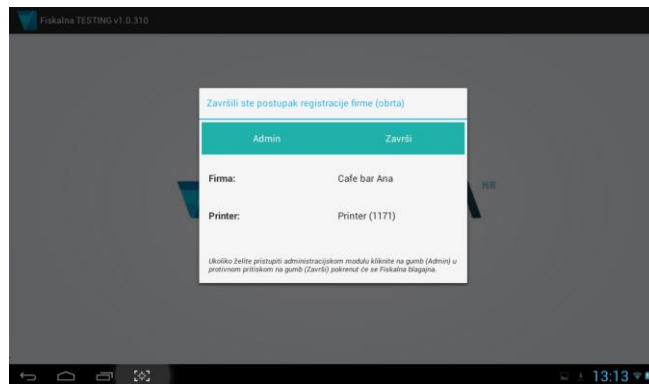 Fiskalna TESTING v1.0.310
Završili ste postupak registracije firme (obrta)
Admin Završi
Firma: Cafe bar Ana
HR
Printer: Printer (1171)
Ukoliko želite pristupiti administracijskom modulu kliknite na gumb (Admin) u
protivnom pritiskom na gumb (Završi) pokrenut će se Fiskalna blagajna.
13:13